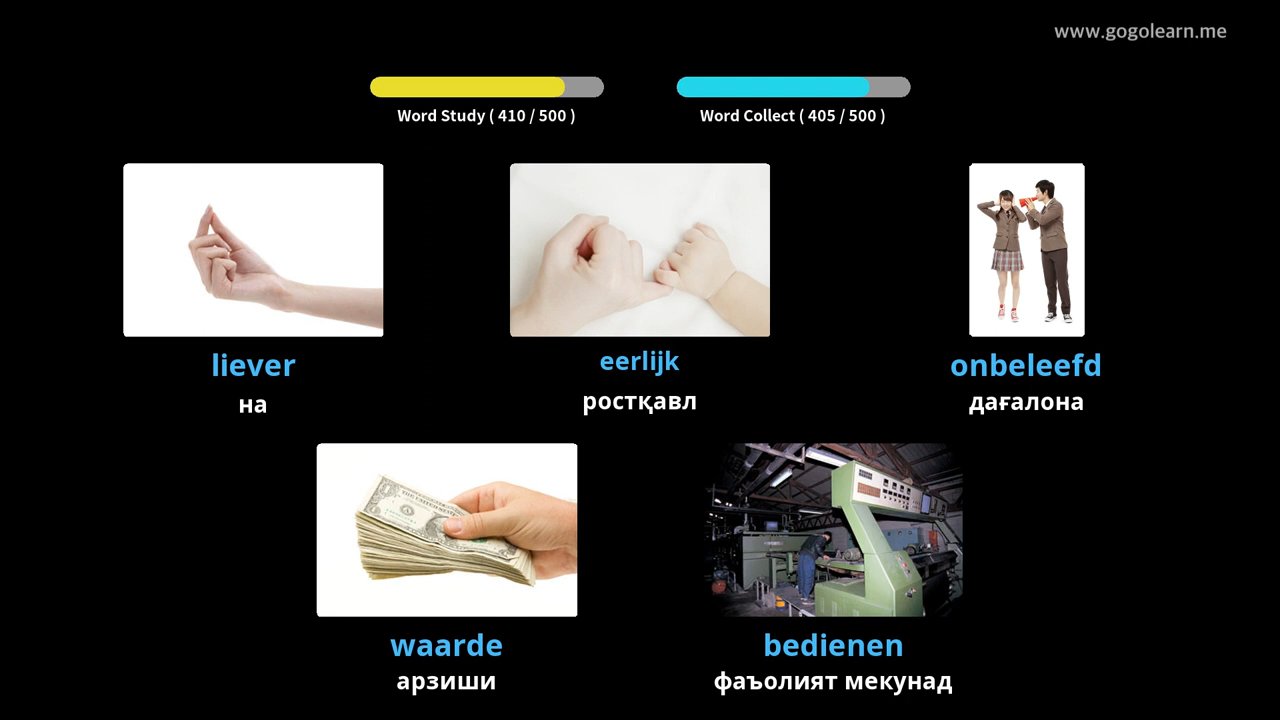 www.gogolearn.me
Word Study ( 410 / 500 )
Word Collect ( 405 / 500 )
liever
на
eerlijk
ростқавл
onbeleefd
дағалона
waarde
арзиши
bedienen
фаъолият мекунад